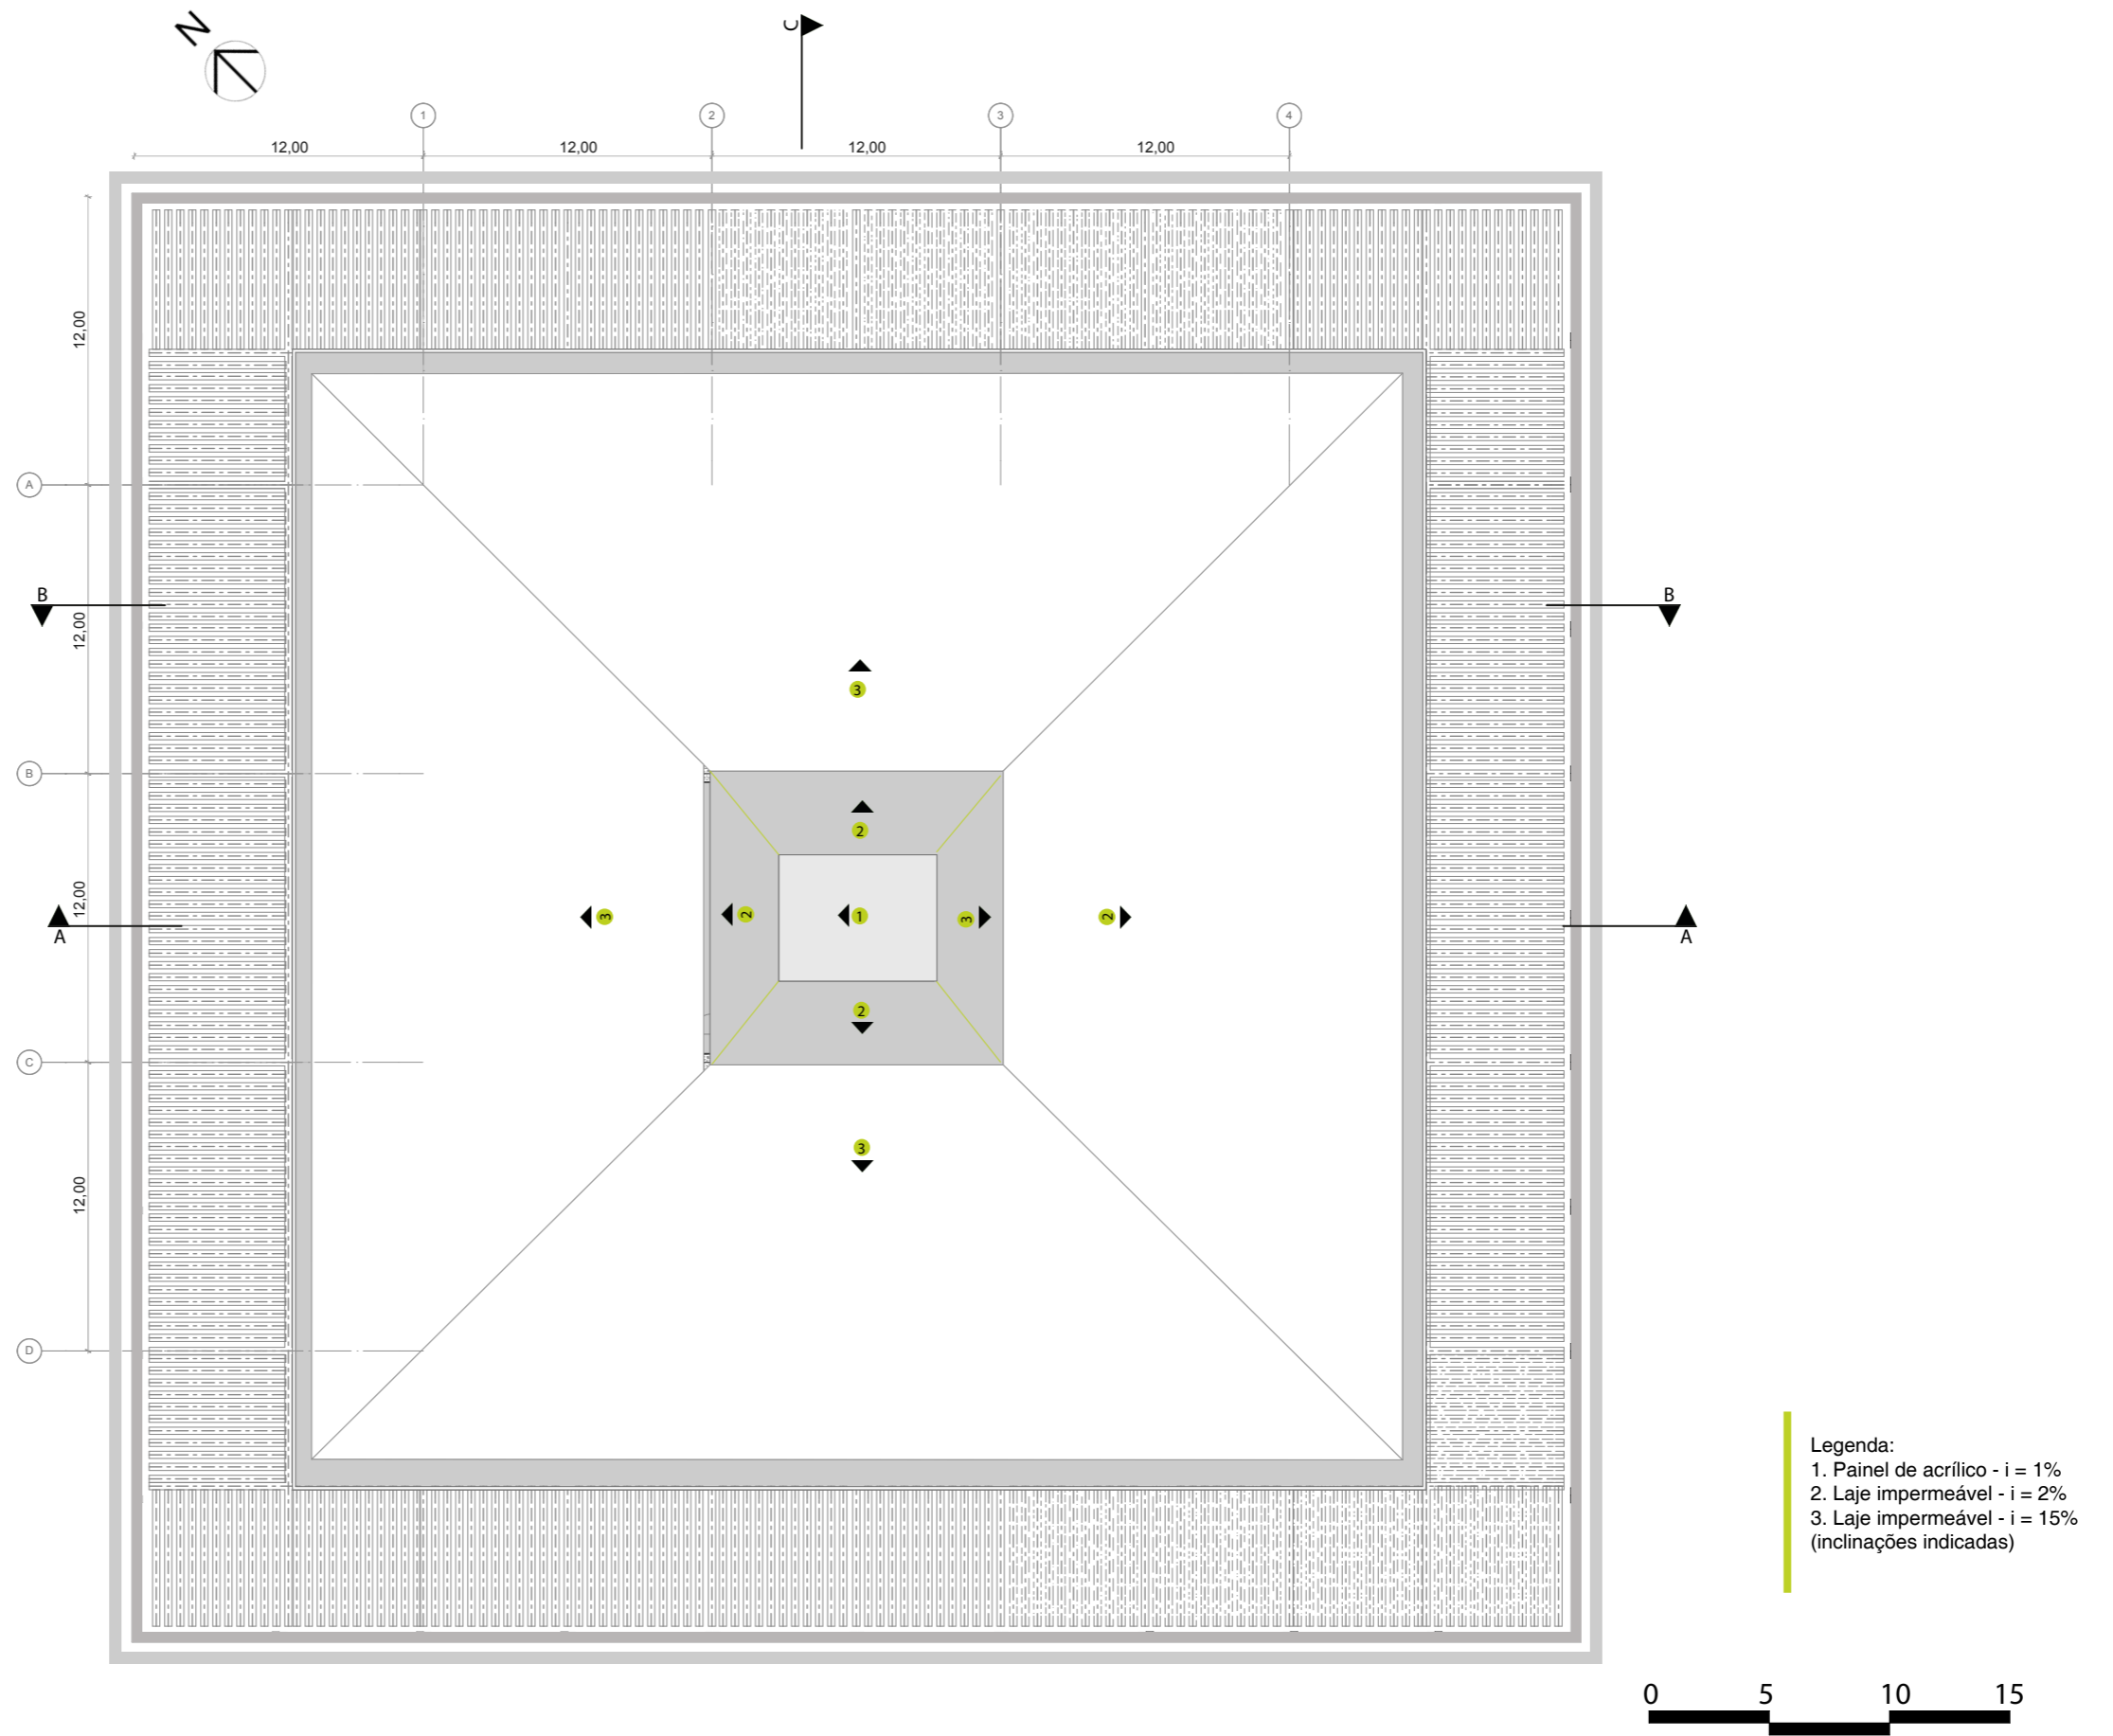 N
C
1 2 3 4
12,00 12,00 12,00 12,00
12,00
A
B B
12,00
3
B
2
12,00
3 2 1 3 2
A A
2
C
3
12,00
D
Legenda:
1. Painel de acrílico - i = 1%
2. Laje impermeável - i = 2%
3. Laje impermeável - i = 15%
(inclinações indicadas)
0 5 10 15